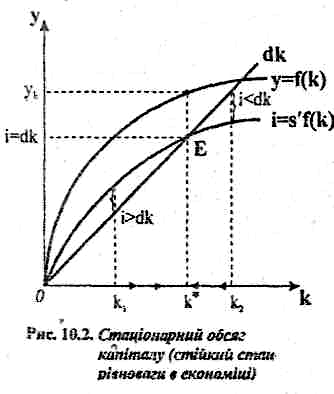 y
dk
y=f(k)
y₁
i<dk
i=s'f(k)
i=dk
E
i>dk
0
k₁
k*
k₂
k
Рис. 10.2. Стаціонарний обсяг
капіталу (стійкий стан
рівноваги в економіці)